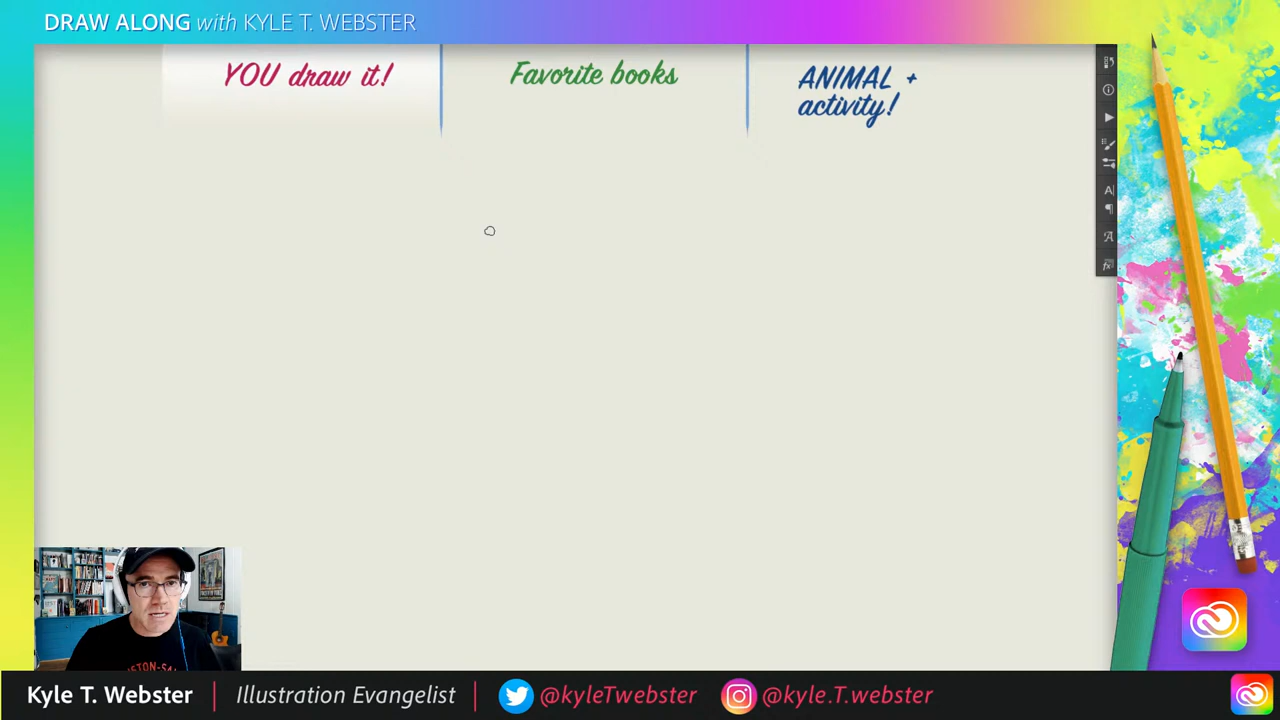 DRAW ALONG with KYLE T. WEBSTER
YOU draw it!
Favorite books
ANIMAL +
activity!
Kyle T. Webster | Illustration Evangelist | @kyleTwebster @kyle.T.webster